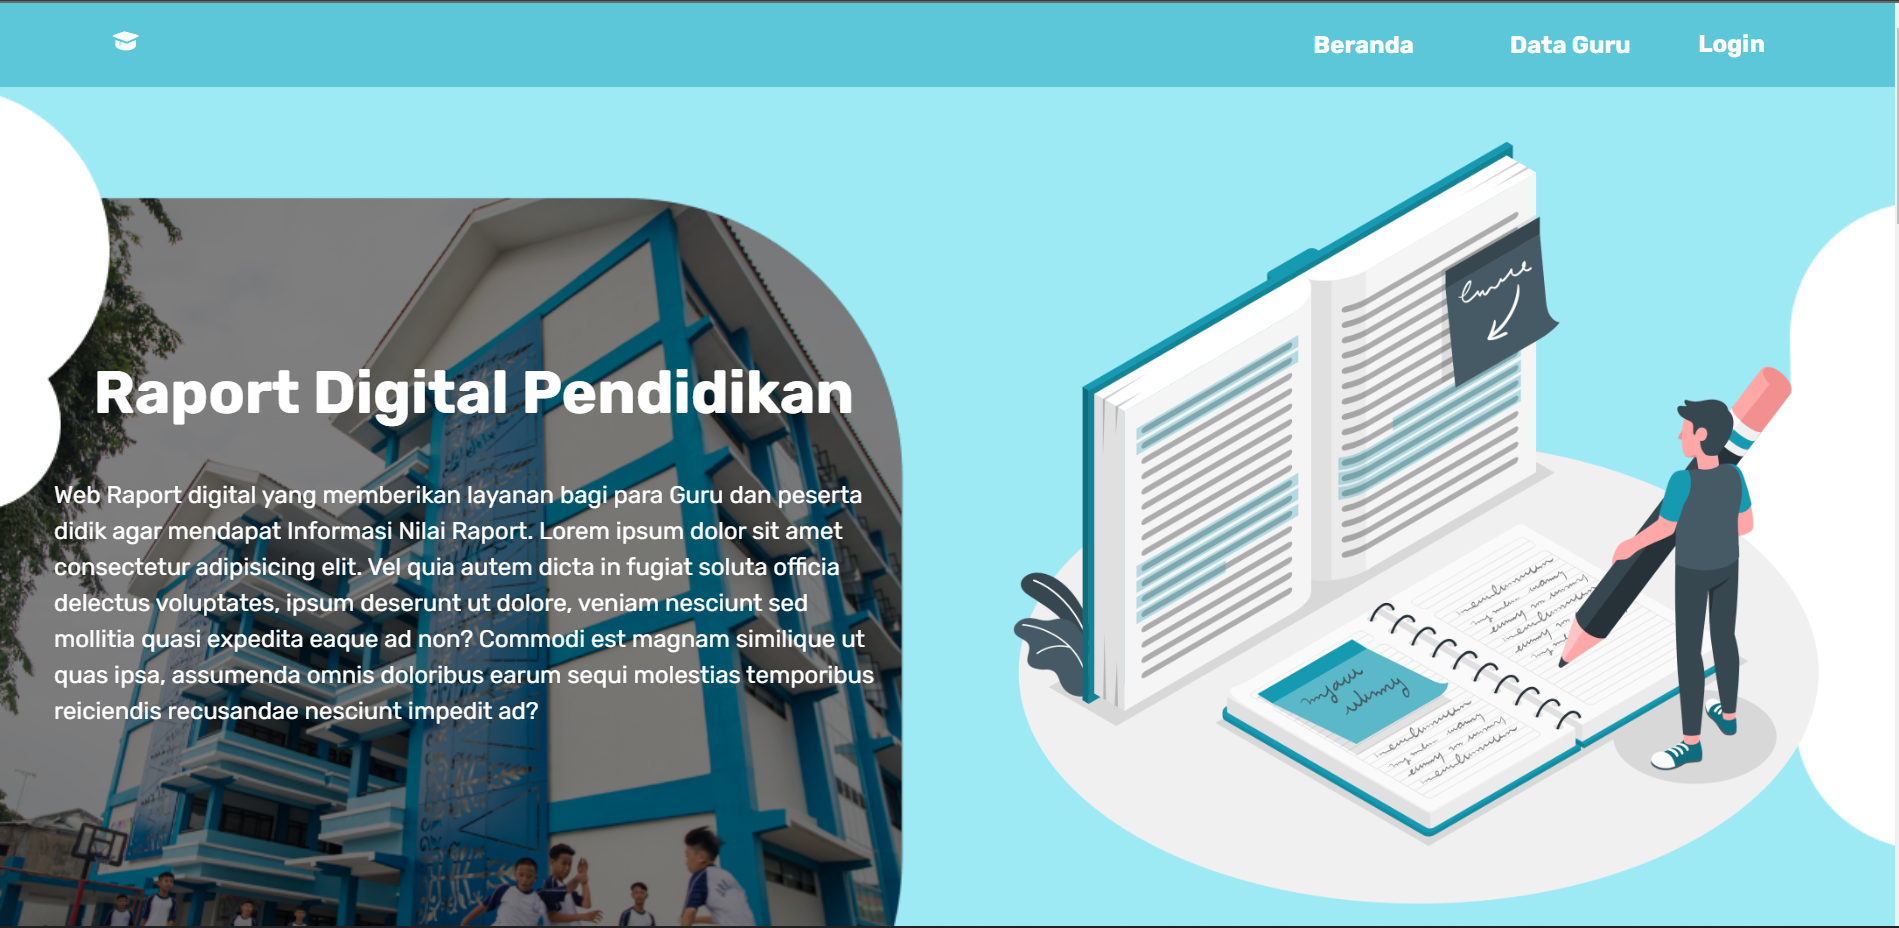 Beranda Data Guru Login
Raport Digital Pendidikan
Web Raport digital yang memberikan layanan bagi para Guru dan peserta
didik agar mendapat Informasi Nilai Raport. Lorem ipsum dolor sit amet
consectetur adipisicing elit. Vel quia autem dicta in fugiat soluta officia
delectus voluptates, ipsum deserunt ut dolore, veniam nesciunt sed
mollitia quasi expedita eaque ad non? Commodi est magnam similique ut
quas ipsa, assumenda omnis doloribus earum sequi molestias temporibus
reiciendis recusandae nesciunt impedit ad?